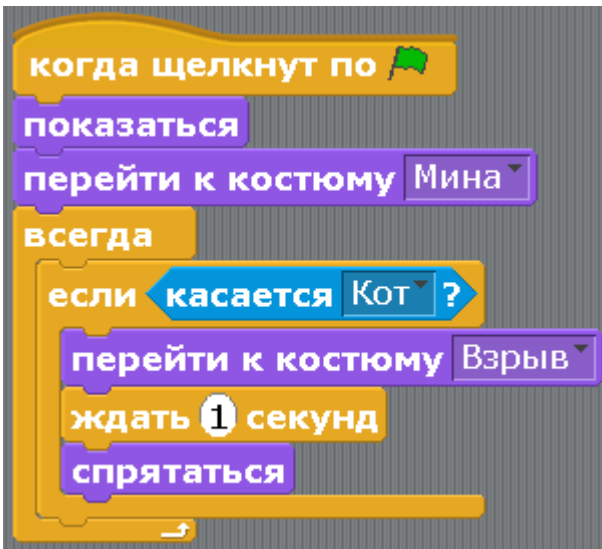 когда щелкнут по
показаться
перейти к костюму Мина
всегда
если касается Кот ?
перейти к костюму Взрыв
ждать 1 секунд
спрятаться